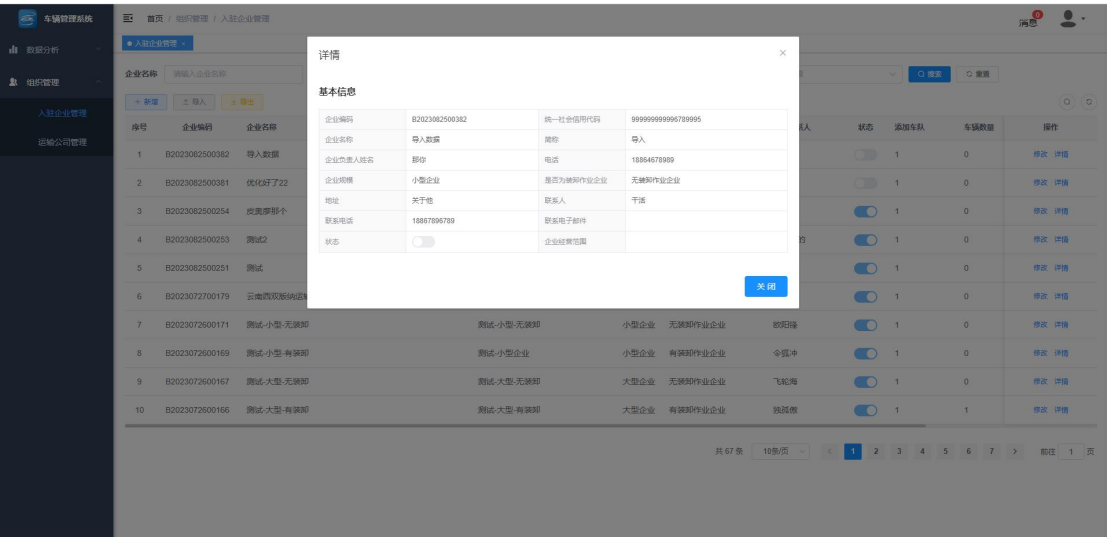 车辆管理系统
首页 / 组织管理 / 入驻企业管理
消息 0
数据分析
组织管理
入驻企业管理
运输公司管理
入驻企业管理 ×
企业名称 请输入企业名称
搜索 重置
+ 新增 导入 导出
序号 企业编码 企业名称 状态 添加车队 车辆数量 操作
1 B2023082500382 导入数据 1 0 修改 详情
2 B2023082500381 优化好了22 1 0 修改 详情
3 B2023082500254 皮奥摩那个 1 0 修改 详情
4 B2023082500253 测试2 1 0 修改 详情
5 B2023082500251 测试 1 0 修改 详情
6 B2023072700179 云南西双版纳运输 1 0 修改 详情
7 B2023072600171 测试-小型-无装卸 测试-小型-无装卸 小型企业 无装卸作业企业 欧阳锋 1 0 修改 详情
8 B2023072600169 测试-小型-有装卸 测试-小型企业 小型企业 有装卸作业企业 令狐冲 1 0 修改 详情
9 B2023072600167 测试-大型-无装卸 测试-大型-无装卸 大型企业 无装卸作业企业 飞轮海 1 0 修改 详情
10 B2023072600166 测试-大型-有装卸 测试-大型-有装卸 大型企业 有装卸作业企业 独孤傲 1 1 修改 详情
共 67 条 10条/页 < 1 2 3 4 5 6 7 > 前往 1 页
详情 ×
基本信息
企业编码 B2023082500382 统一社会信用代码 999999999996789995
企业名称 导入数据 简称 导入
企业负责人姓名 那你 电话 18864678989
企业规模 小型企业 是否为装卸作业企业 无装卸作业企业
地址 关于他 联系人 干活
联系电话 18867896789 联系电子邮件
状态 企业经营范围
关 闭